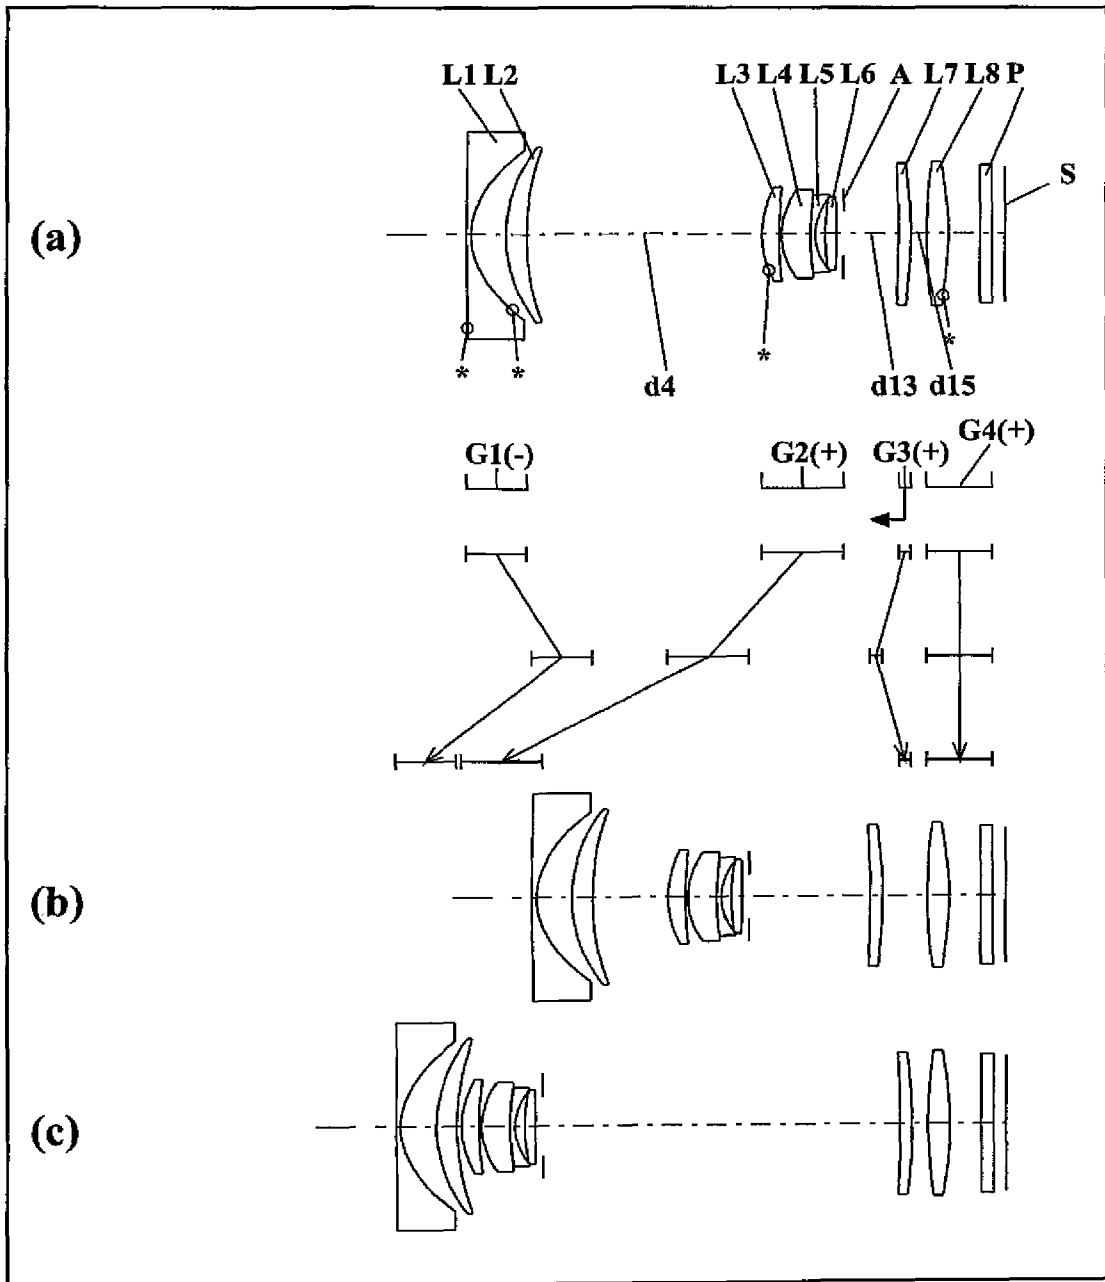 L1 L2 L3 L4 L5 L6 A L7 L8 P
S
(a)
* * * *
d4 d13 d15
G1(-) G2(+) G3(+) G4(+)
(b)
(c)